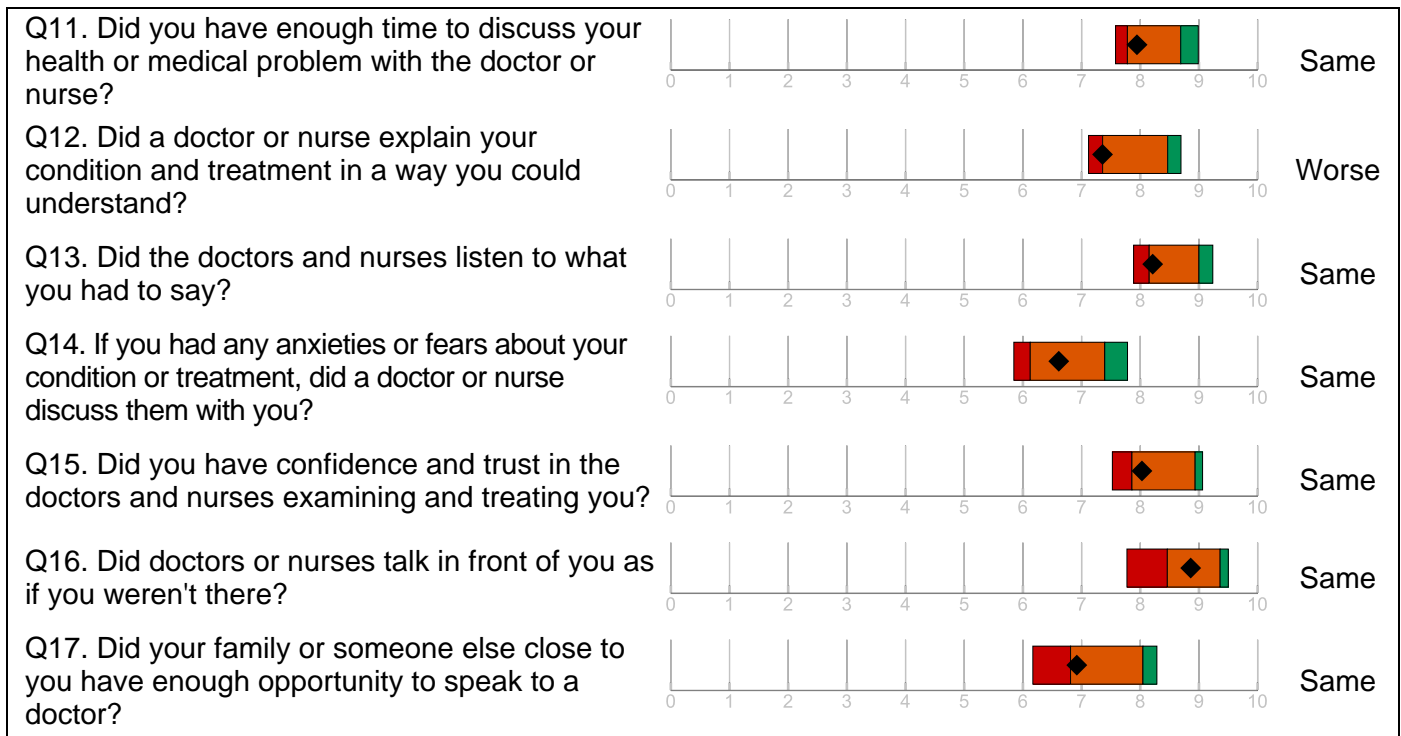 Q11. Did you have enough time to discuss your
health or medical problem with the doctor or
nurse?
0 1 2 3 4 5 6 7 8 9 10
Same
Q12. Did a doctor or nurse explain your
condition and treatment in a way you could
understand?
0 1 2 3 4 5 6 7 8 9 10
Worse
Q13. Did the doctors and nurses listen to what
you had to say?
0 1 2 3 4 5 6 7 8 9 10
Same
Q14. If you had any anxieties or fears about your
condition or treatment, did a doctor or nurse
discuss them with you?
0 1 2 3 4 5 6 7 8 9 10
Same
Q15. Did you have confidence and trust in the
doctors and nurses examining and treating you?
0 1 2 3 4 5 6 7 8 9 10
Same
Q16. Did doctors or nurses talk in front of you as
if you weren't there?
0 1 2 3 4 5 6 7 8 9 10
Same
Q17. Did your family or someone else close to
you have enough opportunity to speak to a
doctor?
0 1 2 3 4 5 6 7 8 9 10
Same